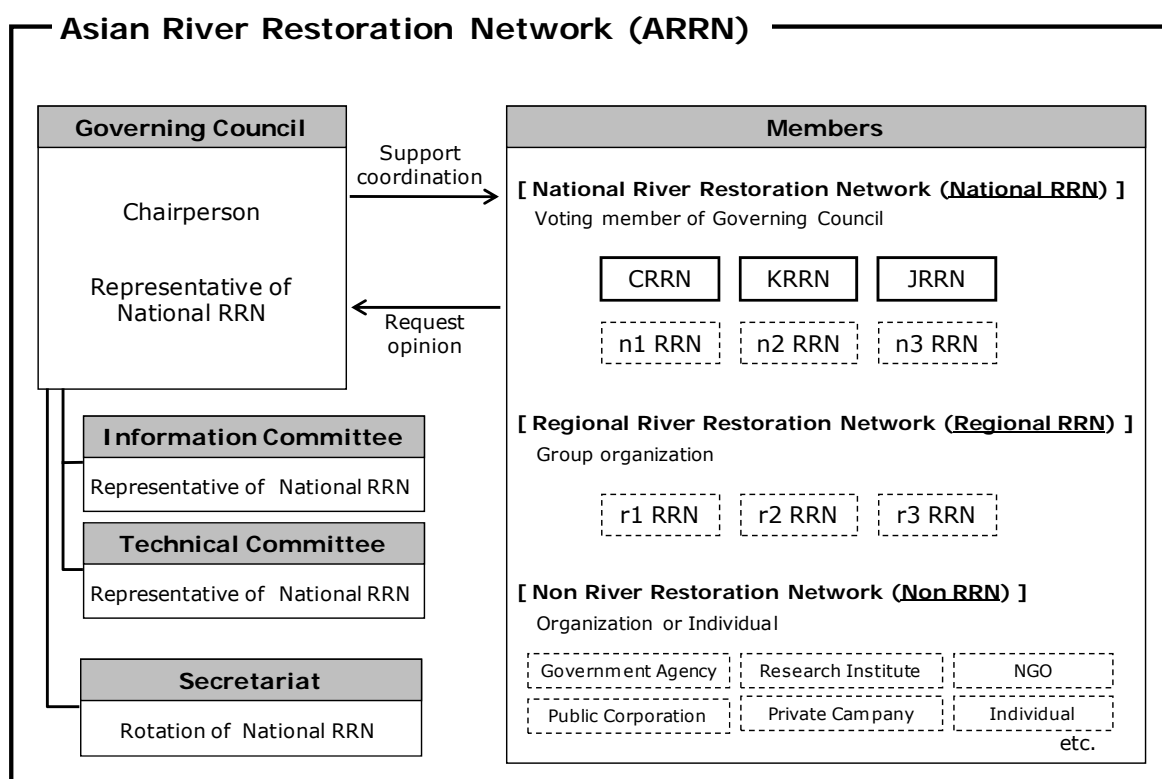 Asian River Restoration Network (ARRN)
Governing Council
Chairperson
Representative of
National RRN
Support
coordination
Request
opinion
Information Committee
Representative of National RRN
Technical Committee
Representative of National RRN
Secretariat
Rotation of National RRN
Members
[ National River Restoration Network (National RRN) ]
Voting member of Governing Council
CRRN KRRN JRRN
n1 RRN n2 RRN n3 RRN
[ Regional River Restoration Network (Regional RRN) ]
Group organization
r1 RRN r2 RRN r3 RRN
[ Non River Restoration Network (Non RRN) ]
Organization or Individual
Government Agency Research Institute NGO
Public Corporation Private Campany Individual
etc.